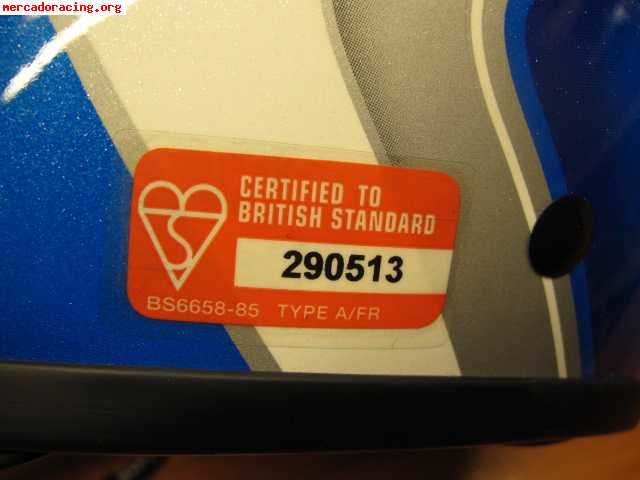 mercadoracing.org
CERTIFIED TO
BRITISH STANDARD
290513
BS6658-85 TYPE A/FR